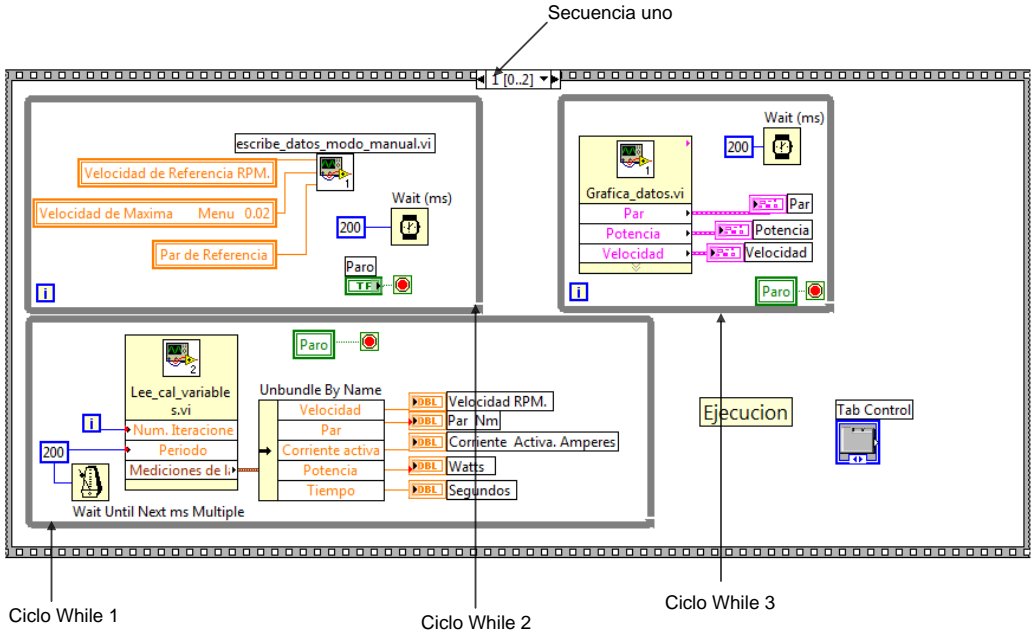 Secuencia uno
1 [0..2]
escribe_datos_modo_manual.vi
1
Velocidad de Referencia RPM.
Velocidad de Maxima Menu 0.02
Par de Referencia
Wait (ms)
200
Paro
TF
i
Wait (ms)
200
1
Grafica_datos.vi
Par
Potencia
Velocidad
Par
Potencia
Velocidad
Paro
i
Paro
2
Lee_cal_variable
s.vi
Num. Iteracione
Periodo
Mediciones de la
i
200
Wait Until Next ms Multiple
Unbundle By Name
Velocidad
Par
Corriente activa
Potencia
Tiempo
DBL
Velocidad RPM.
DBL
Par Nm
DBL
Corriente Activa. Amperes
DBL
Watts
DBL
Segundos
Ejecucion
Tab Control
Ciclo While 1
Ciclo While 2
Ciclo While 3